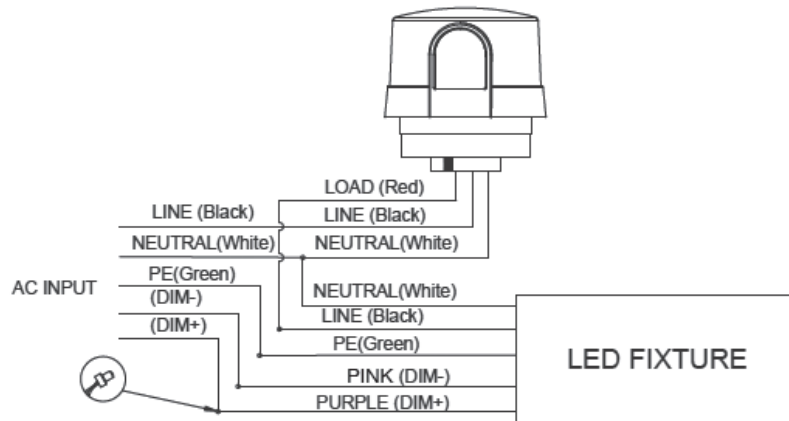 LOAD (Red)
LINE (Black) LINE (Black)
NEUTRAL(White) NEUTRAL(White)
PE(Green)
AC INPUT
(DIM-)
(DIM+)
NEUTRAL(White)
LINE (Black)
PE(Green)
PINK (DIM-)
PURPLE (DIM+)
LED FIXTURE